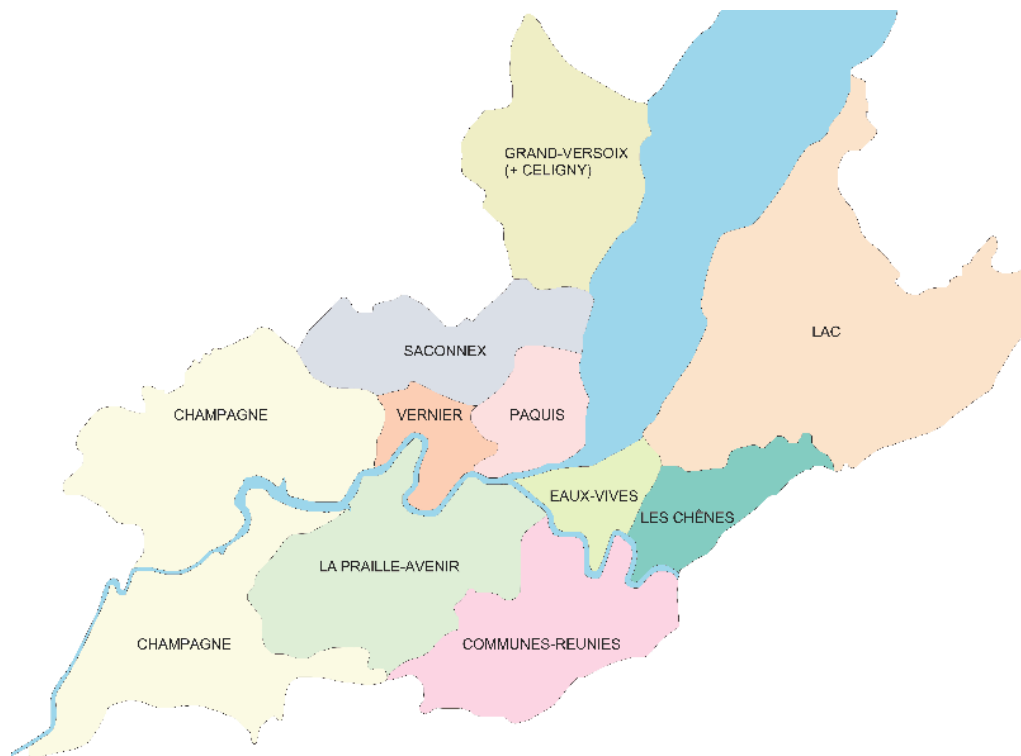 GRAND-VERSOIX
(+ CELIGNY)
LAC
SACONNEX
CHAMPAGNE
VERNIER
PAQUIS
EAUX-VIVES
LES CHÊNES
LA PRAILLE-AVENIR
CHAMPAGNE
COMMUNES-REUNIES